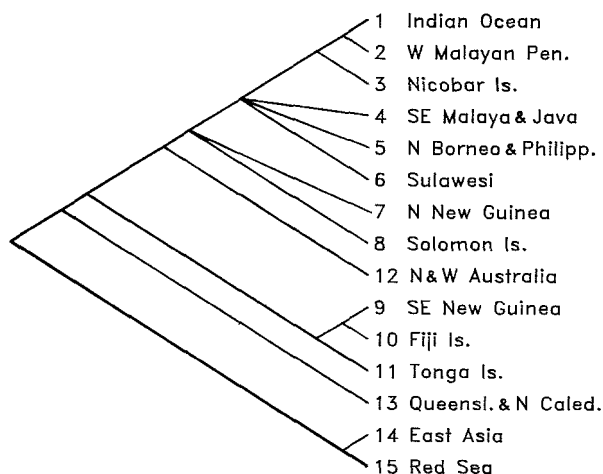 1 Indian Ocean
2 W Malayan Pen.
3 Nicobar Is.
4 SE Malaya & Java
5 N Borneo & Philipp.
6 Sulawesi
7 N New Guinea
8 Solomon Is.
12 N&W Australia
9 SE New Guinea
10 Fiji Is.
11 Tonga Is.
13 Queensl. & N Caled.
14 East Asia
15 Red Sea